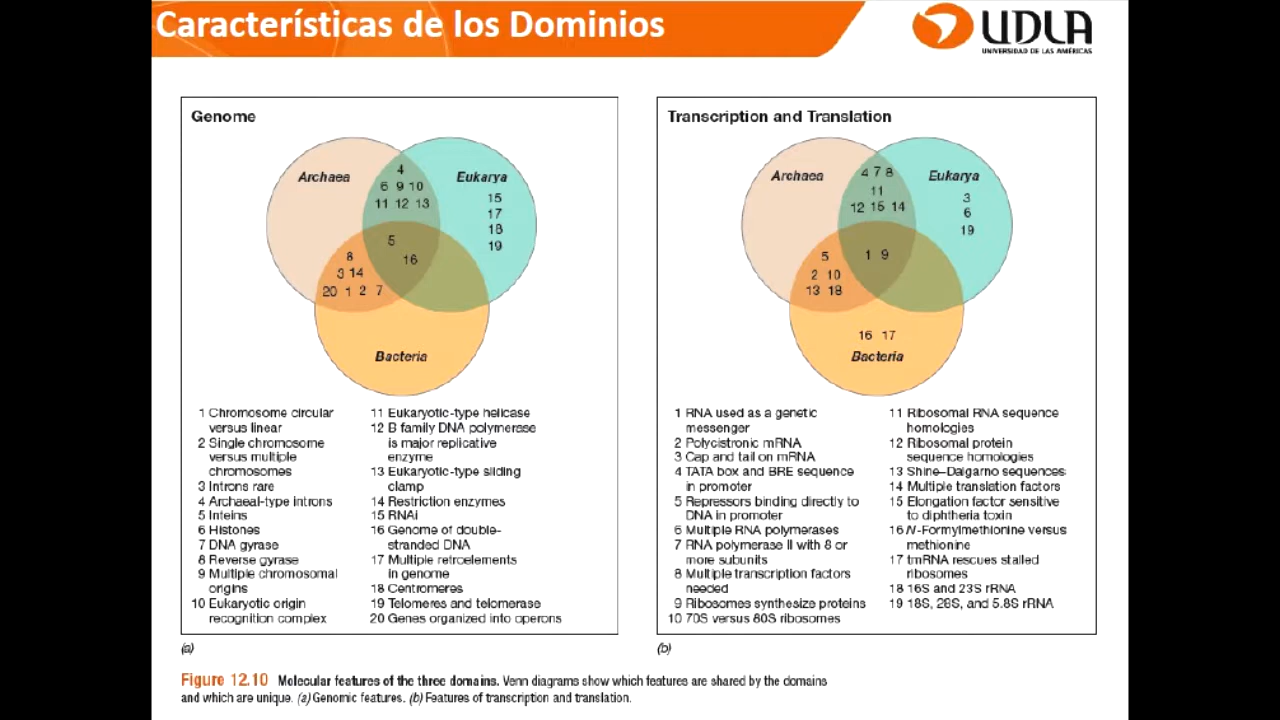 Características de los Dominios
UDLA
UNIVERSIDAD DE LAS AMÉRICAS
Genome
Archaea
Eukarya
4
6 9 10
11 12 13
15
17
18
19
5
16
8
3 14
20 1 2 7
Bacteria
1 Chromosome circular
versus linear
2 Single chromosome
versus multiple
chromosomes
3 Introns rare
4 Archaeal-type introns
5 Inteins
6 Histones
7 DNA gyrase
8 Reverse gyrase
9 Multiple chromosomal
origins
10 Eukaryotic origin
recognition complex
11 Eukaryotic-type helicase
12 B family DNA polymerase
is major replicative
enzyme
13 Eukaryotic-type sliding
clamp
14 Restriction enzymes
15 RNAi
16 Genome of double-
stranded DNA
17 Multiple retroelements
in genome
18 Centromeres
19 Telomeres and telomerase
20 Genes organized into operons
(a)
Transcription and Translation
Archaea
Eukarya
4 7 8
11
12 15 14
3
6
19
1 9
5
2 10
13 18
16 17
Bacteria
1 RNA used as a genetic
messenger
2 Polycistronic mRNA
3 Cap and tail on mRNA
4 TATA box and BRE sequence
in promoter
5 Repressors binding directly to
DNA in promoter
6 Multiple RNA polymerases
7 RNA polymerase II with 8 or
more subunits
8 Multiple transcription factors
needed
9 Ribosomes synthesize proteins
10 70S versus 80S ribosomes
11 Ribosomal RNA sequence
homologies
12 Ribosomal protein
sequence homologies
13 Shine–Dalgarno sequences
14 Multiple translation factors
15 Elongation factor sensitive
to diphtheria toxin
16 N-Formylmethionine versus
methionine
17 tmRNA rescues stalled
ribosomes
18 16S and 23S rRNA
19 18S, 28S, and 5.8S rRNA
(b)
Figure 12.10 Molecular features of the three domains. Venn diagrams show which features are shared by the domains
and which are unique. (a) Genomic features. (b) Features of transcription and translation.